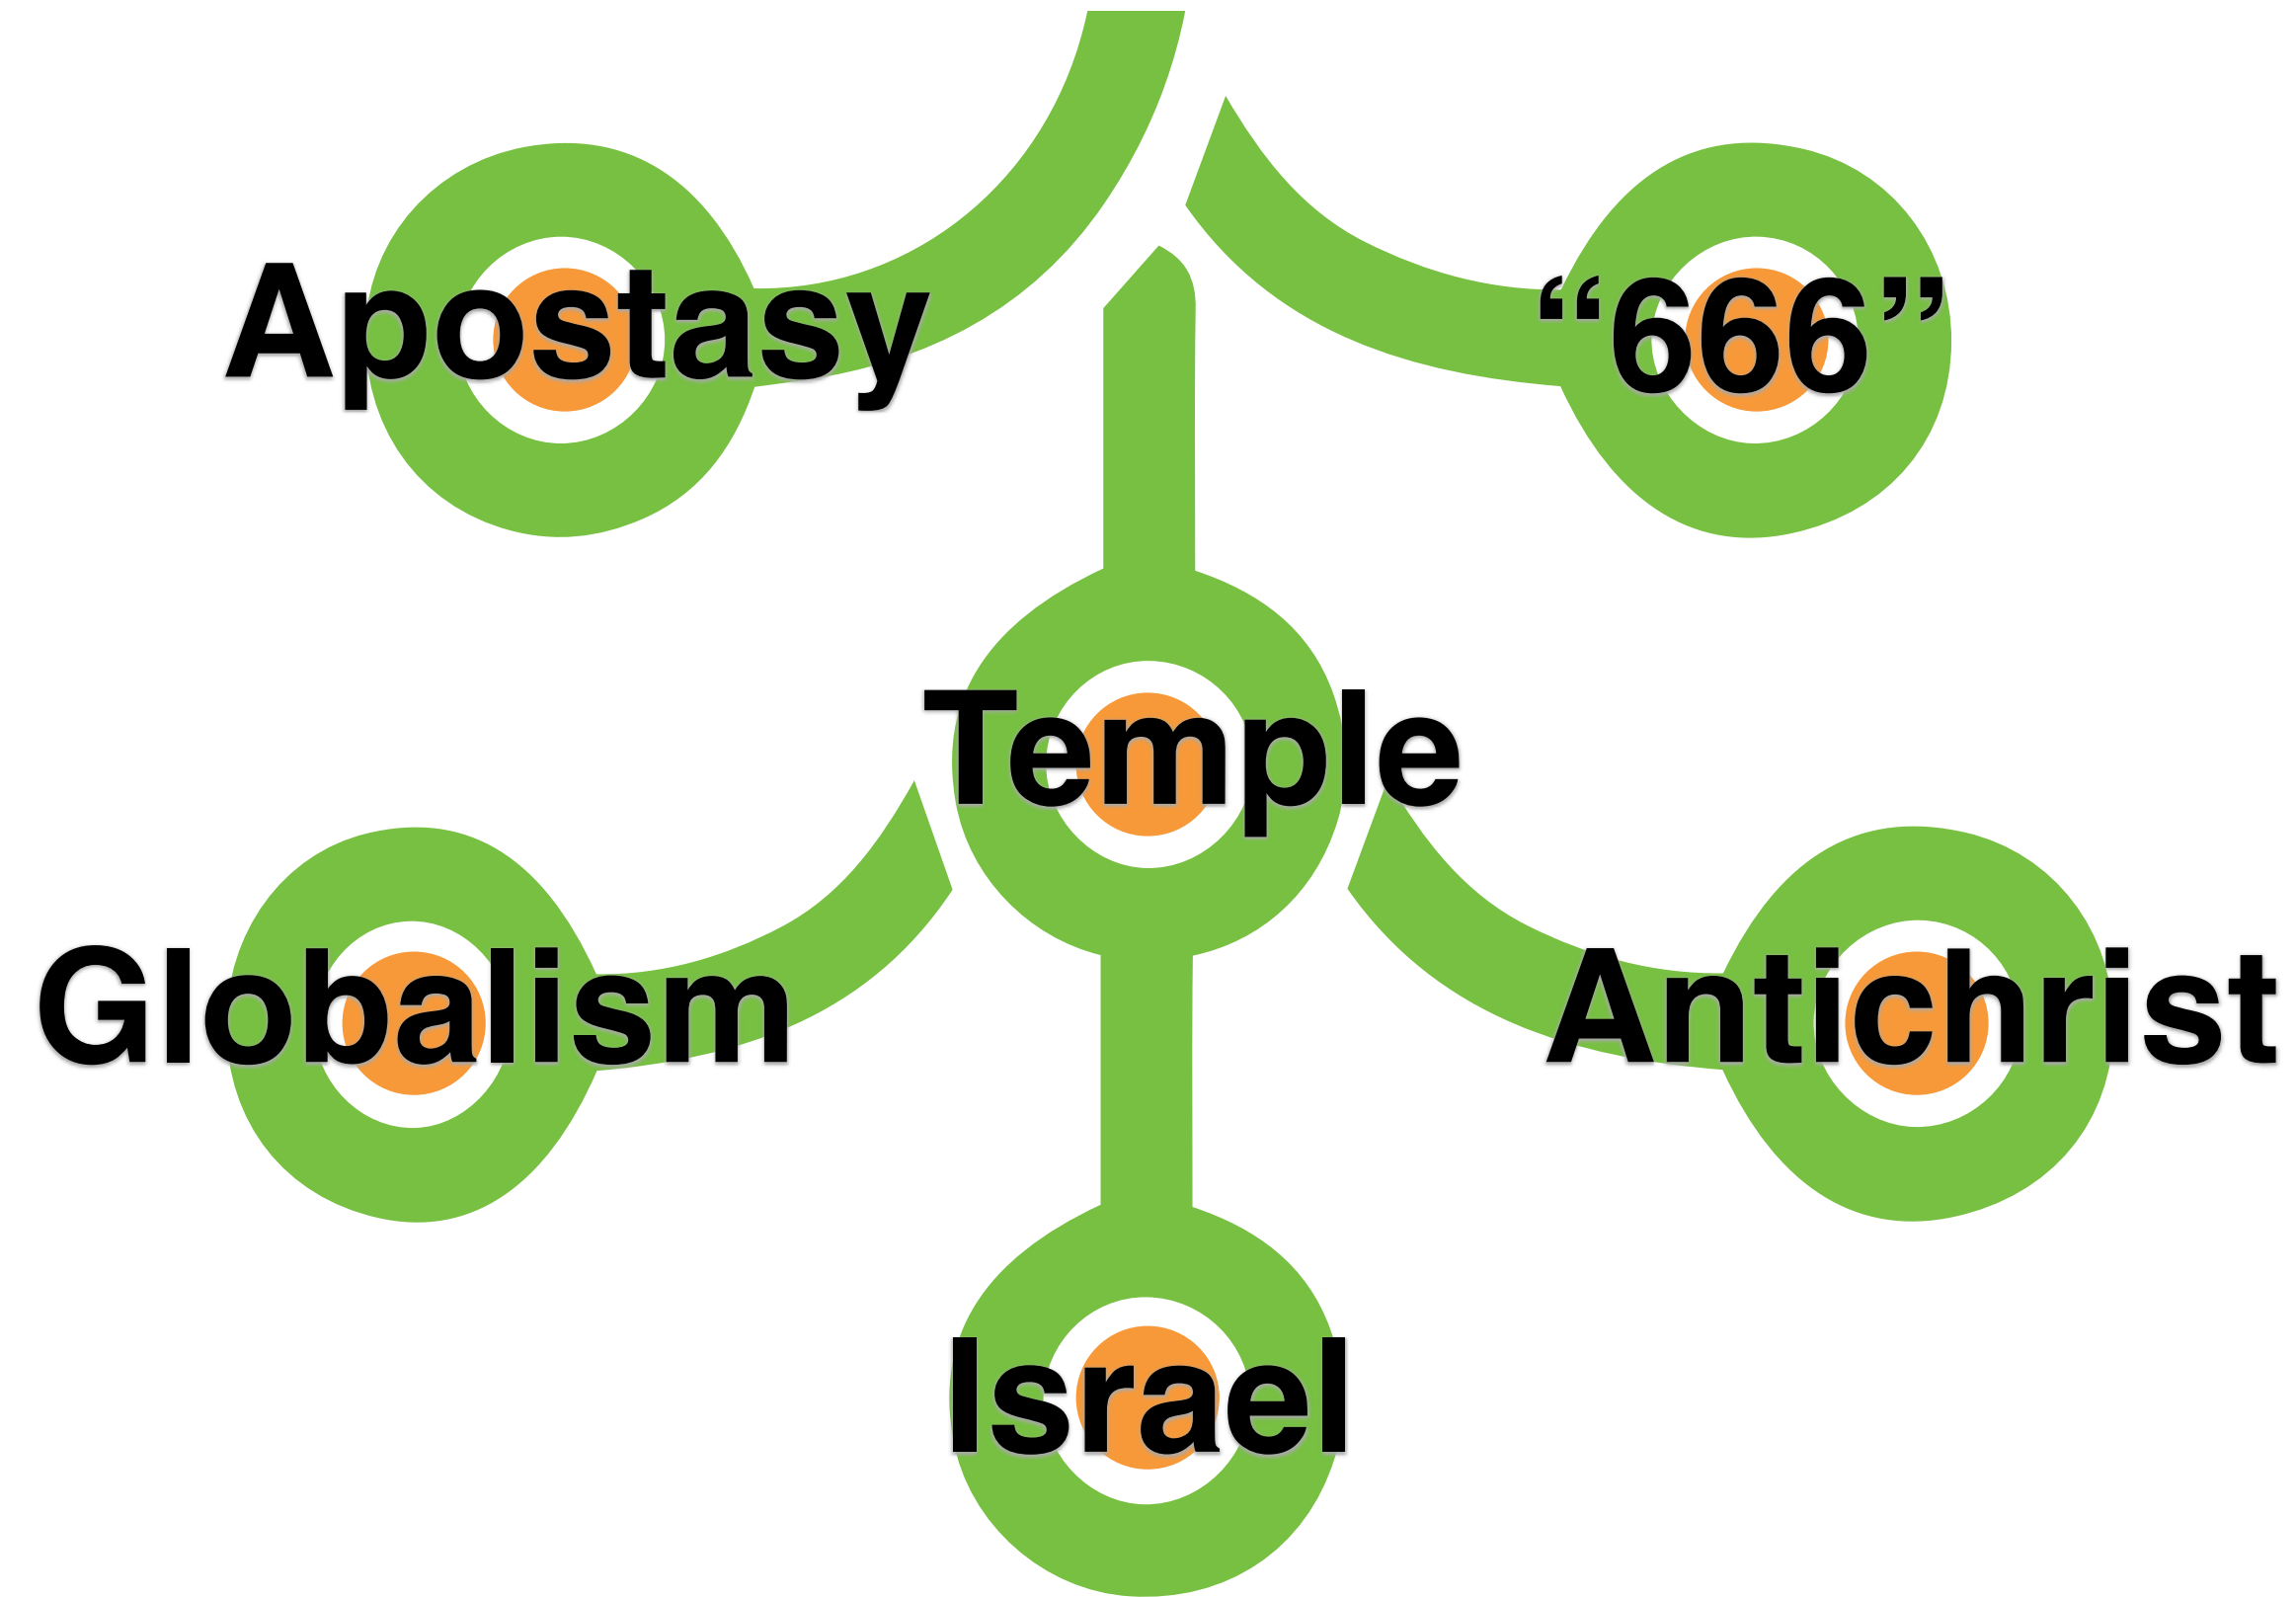 Apostasy
“666”
Temple
Globalism
Antichrist
Israel